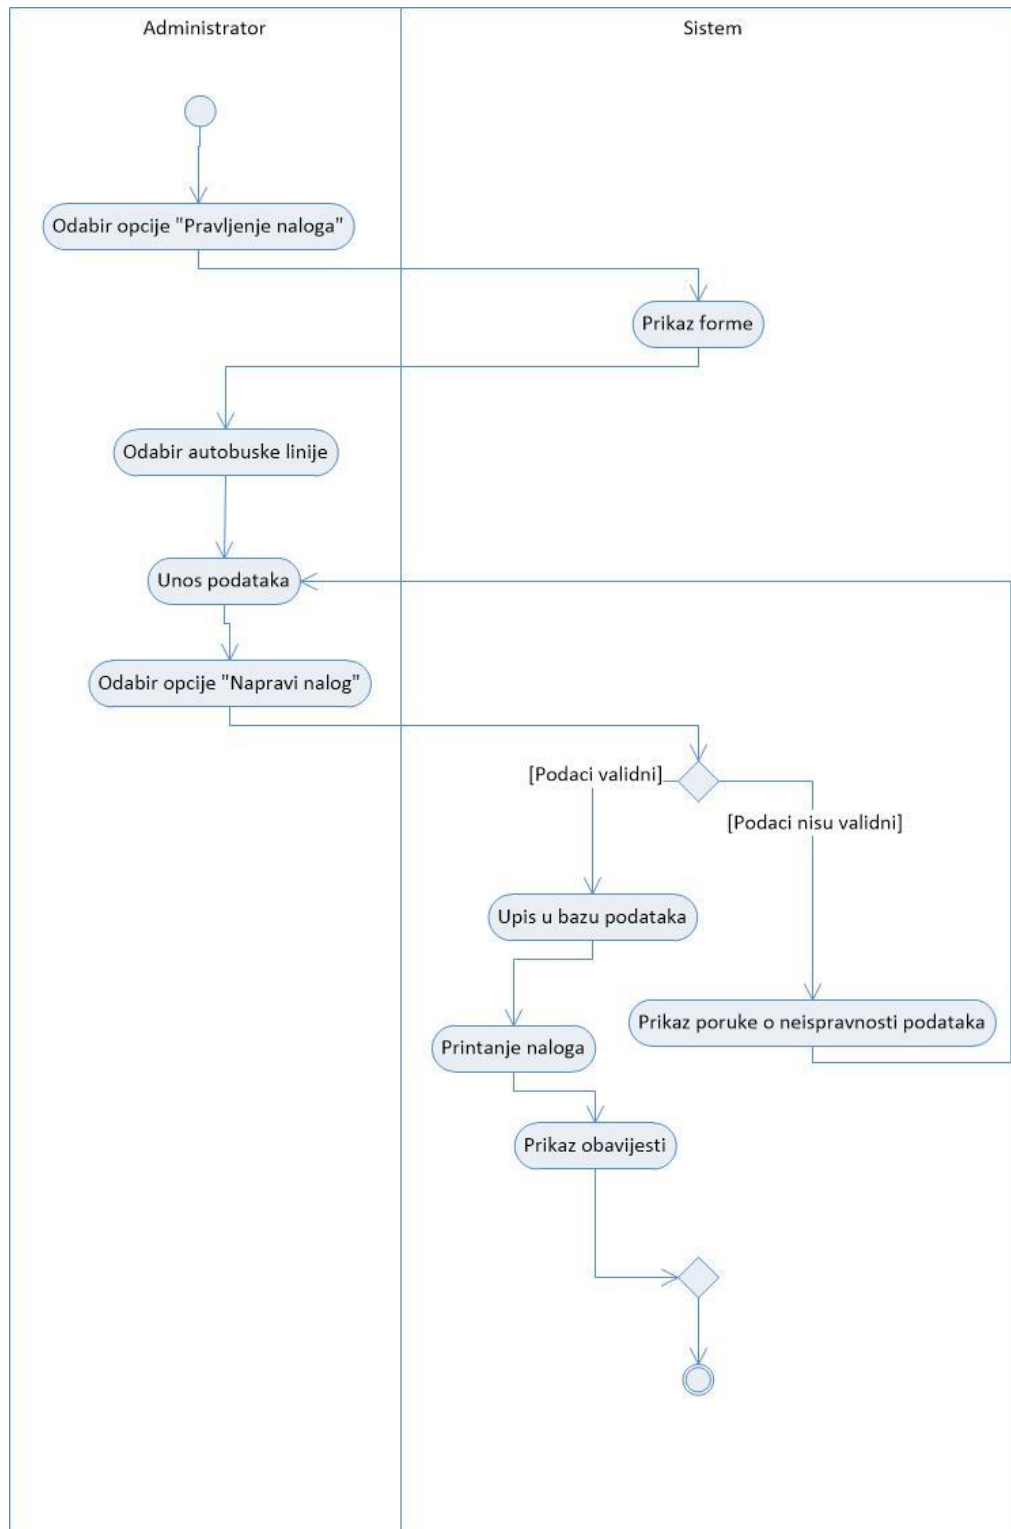 Administrator
Sistem
Odabir opcije "Pravljenje naloga"
Prikaz forme
Odabir autobuske linije
Unos podataka
Odabir opcije "Napravi nalog"
[Podaci validni]
[Podaci nisu validni]
Upis u bazu podataka
Prikaz poruke o neispravnosti podataka
Printanje naloga
Prikaz obavijesti